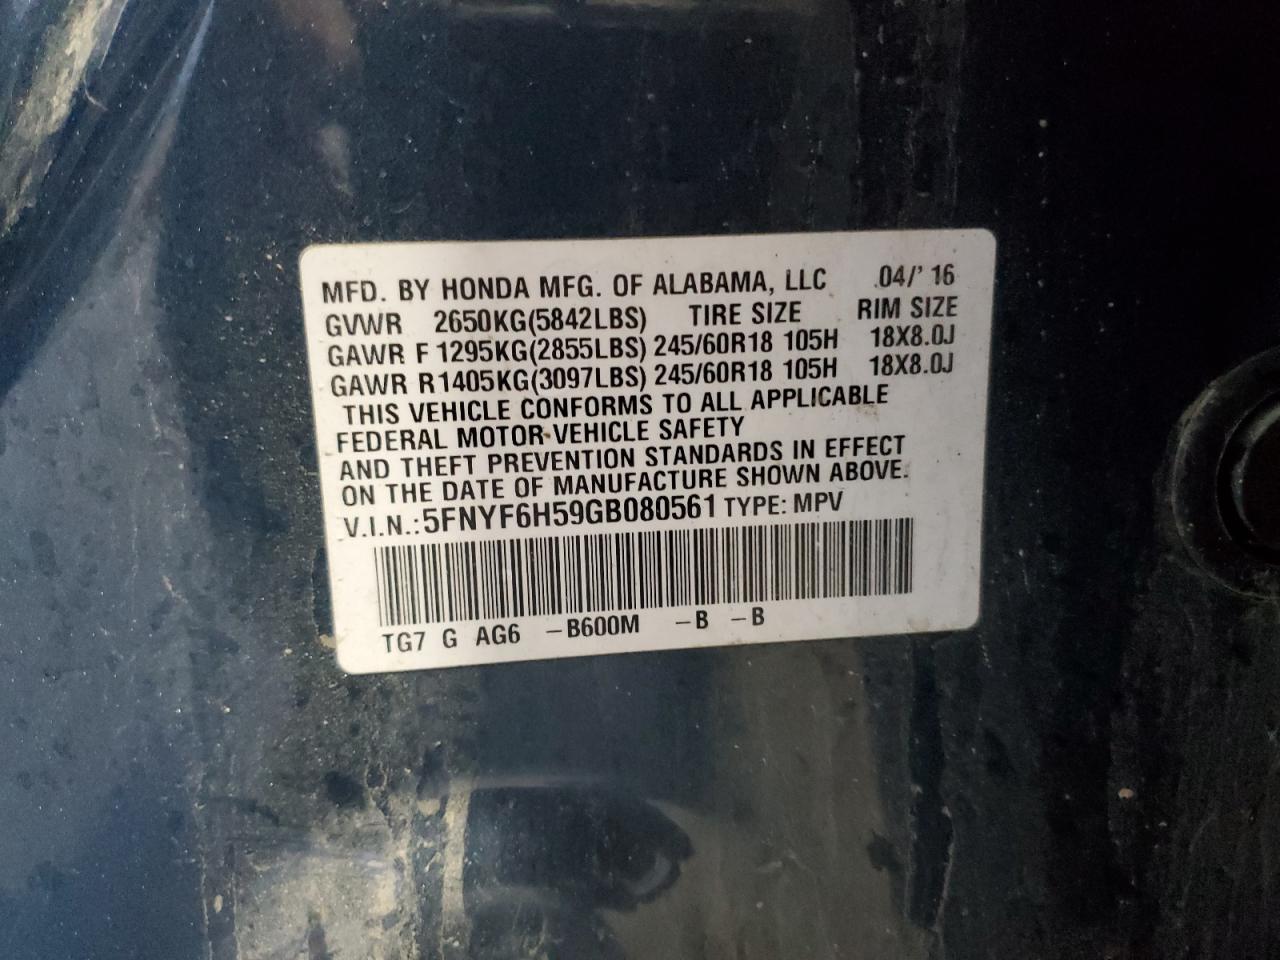 MFD. BY HONDA MFG. OF ALABAMA, LLC 04/'16
GVWR 2650KG(5842LBS) TIRE SIZE RIM SIZE
GAWR F 1295KG(2855LBS) 245/60R18 105H 18X8.0J
GAWR R1405KG(3097LBS) 245/60R18 105H 18X8.0J
THIS VEHICLE CONFORMS TO ALL APPLICABLE
FEDERAL MOTOR VEHICLE SAFETY
AND THEFT PREVENTION STANDARDS IN EFFECT
ON THE DATE OF MANUFACTURE SHOWN ABOVE.
V.I.N.:5FNYF6H59GB080561 TYPE: MPV
TG7 G AG6 -B600M -B -B